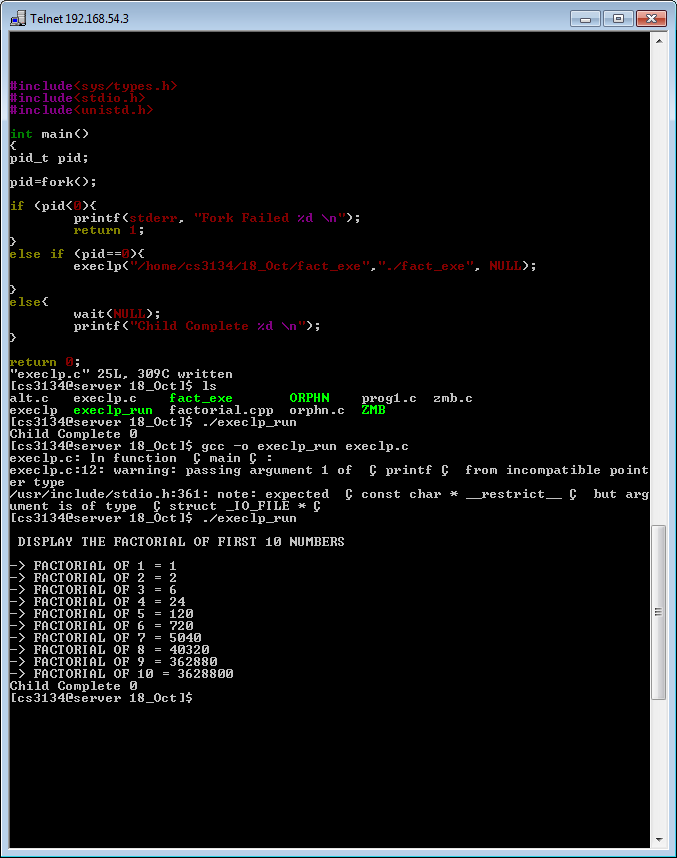 Telnet 192.168.54.3
#include<sys/types.h>
#include<stdio.h>
#include<unistd.h>
int main()
{
pid_t pid;
pid=fork();
if (pid<0){
printf(stderr, "Fork Failed %d \n");
return 1;
}
else if (pid==0){
execlp("/home/cs3134/18_Oct/fact_exe","./fact_exe", NULL);
}
else{
wait(NULL);
printf("Child Complete %d \n");
}
return 0;
"execlp.c" 25L, 309C written
[cs3134@server 18_Oct]$ ls
alt.c execlp.c fact_exe ORPHN prog1.c zmb.c
execlp execlp_run factorial.cpp orphn.c ZMB
[cs3134@server 18_Oct]$ ./execlp_run
Child Complete 0
[cs3134@server 18_Oct]$ gcc -o execlp_run execlp.c
execlp.c: In function Ç main Ç :
execlp.c:12: warning: passing argument 1 of Ç printf Ç from incompatible point
er type
/usr/include/stdio.h:361: note: expected Ç const char * __restrict__ Ç but arg
ument is of type Ç struct _IO_FILE * Ç
[cs3134@server 18_Oct]$ ./execlp_run
DISPLAY THE FACTORIAL OF FIRST 10 NUMBERS
-> FACTORIAL OF 1 = 1
-> FACTORIAL OF 2 = 2
-> FACTORIAL OF 3 = 6
-> FACTORIAL OF 4 = 24
-> FACTORIAL OF 5 = 120
-> FACTORIAL OF 6 = 720
-> FACTORIAL OF 7 = 5040
-> FACTORIAL OF 8 = 40320
-> FACTORIAL OF 9 = 362880
-> FACTORIAL OF 10 = 3628800
Child Complete 0
[cs3134@server 18_Oct]$